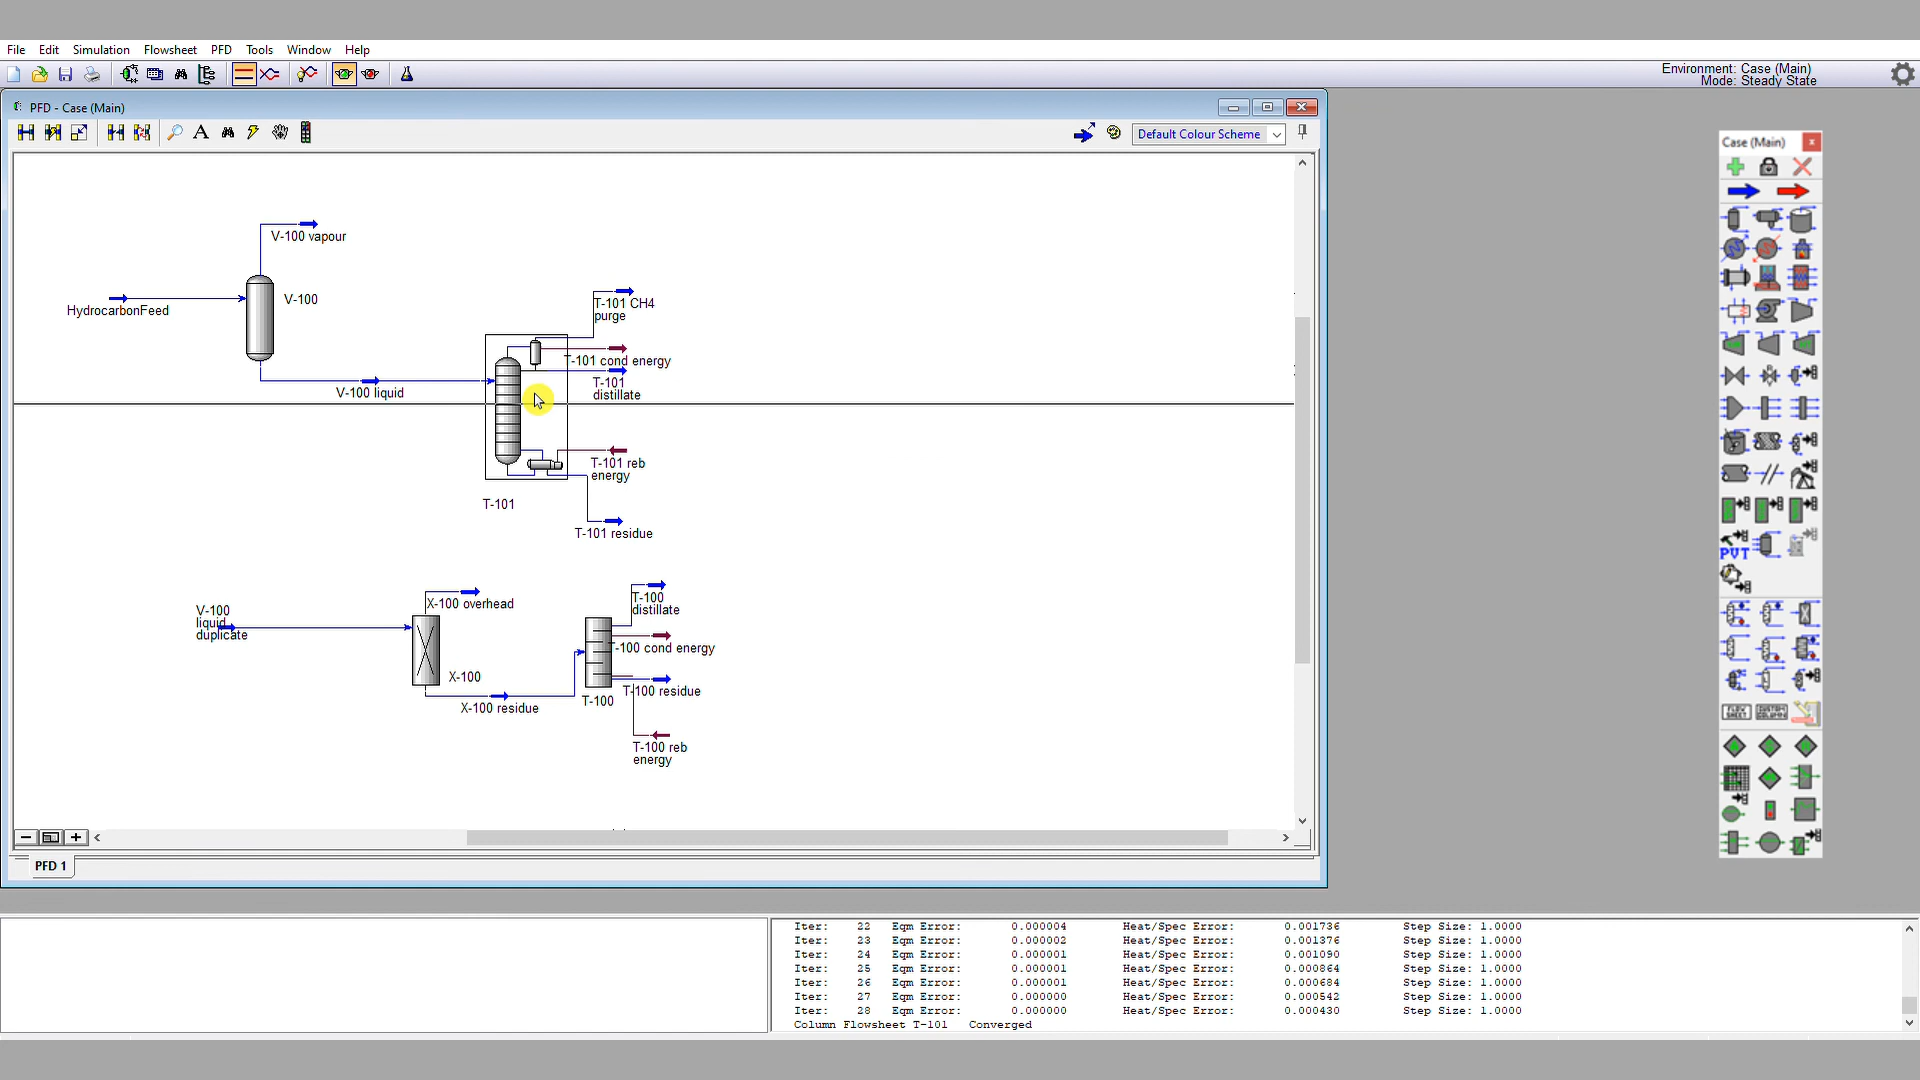 File Edit Simulation Flowsheet PFD Tools Window Help
Environment: Case (Main)
Mode: Steady State
PFD - Case (Main)
A
Default Colour Scheme
Case (Main)
V-100 vapour
HydrocarbonFeed
V-100
T-101 CH4
purge
T-101 cond energy
T-101
distillate
V-100 liquid
T-101 reb
energy
T-101
T-101 residue
V-100
liquid
duplicate
X-100 overhead
X-100
X-100 residue
T-100
distillate
-100 cond energy
T-100 residue
T-100
T-100 reb
energy
PVT
FLOW
SHEET
CUSTOM
COLUMN
PFD 1
Iter: 22 Eqm Error: 0.000004 Heat/Spec Error: 0.001736 Step Size: 1.0000
Iter: 23 Eqm Error: 0.000002 Heat/Spec Error: 0.001376 Step Size: 1.0000
Iter: 24 Eqm Error: 0.000001 Heat/Spec Error: 0.001090 Step Size: 1.0000
Iter: 25 Eqm Error: 0.000001 Heat/Spec Error: 0.000864 Step Size: 1.0000
Iter: 26 Eqm Error: 0.000001 Heat/Spec Error: 0.000684 Step Size: 1.0000
Iter: 27 Eqm Error: 0.000000 Heat/Spec Error: 0.000542 Step Size: 1.0000
Iter: 28 Eqm Error: 0.000000 Heat/Spec Error: 0.000430 Step Size: 1.0000
Column Flowsheet T-101 Converged